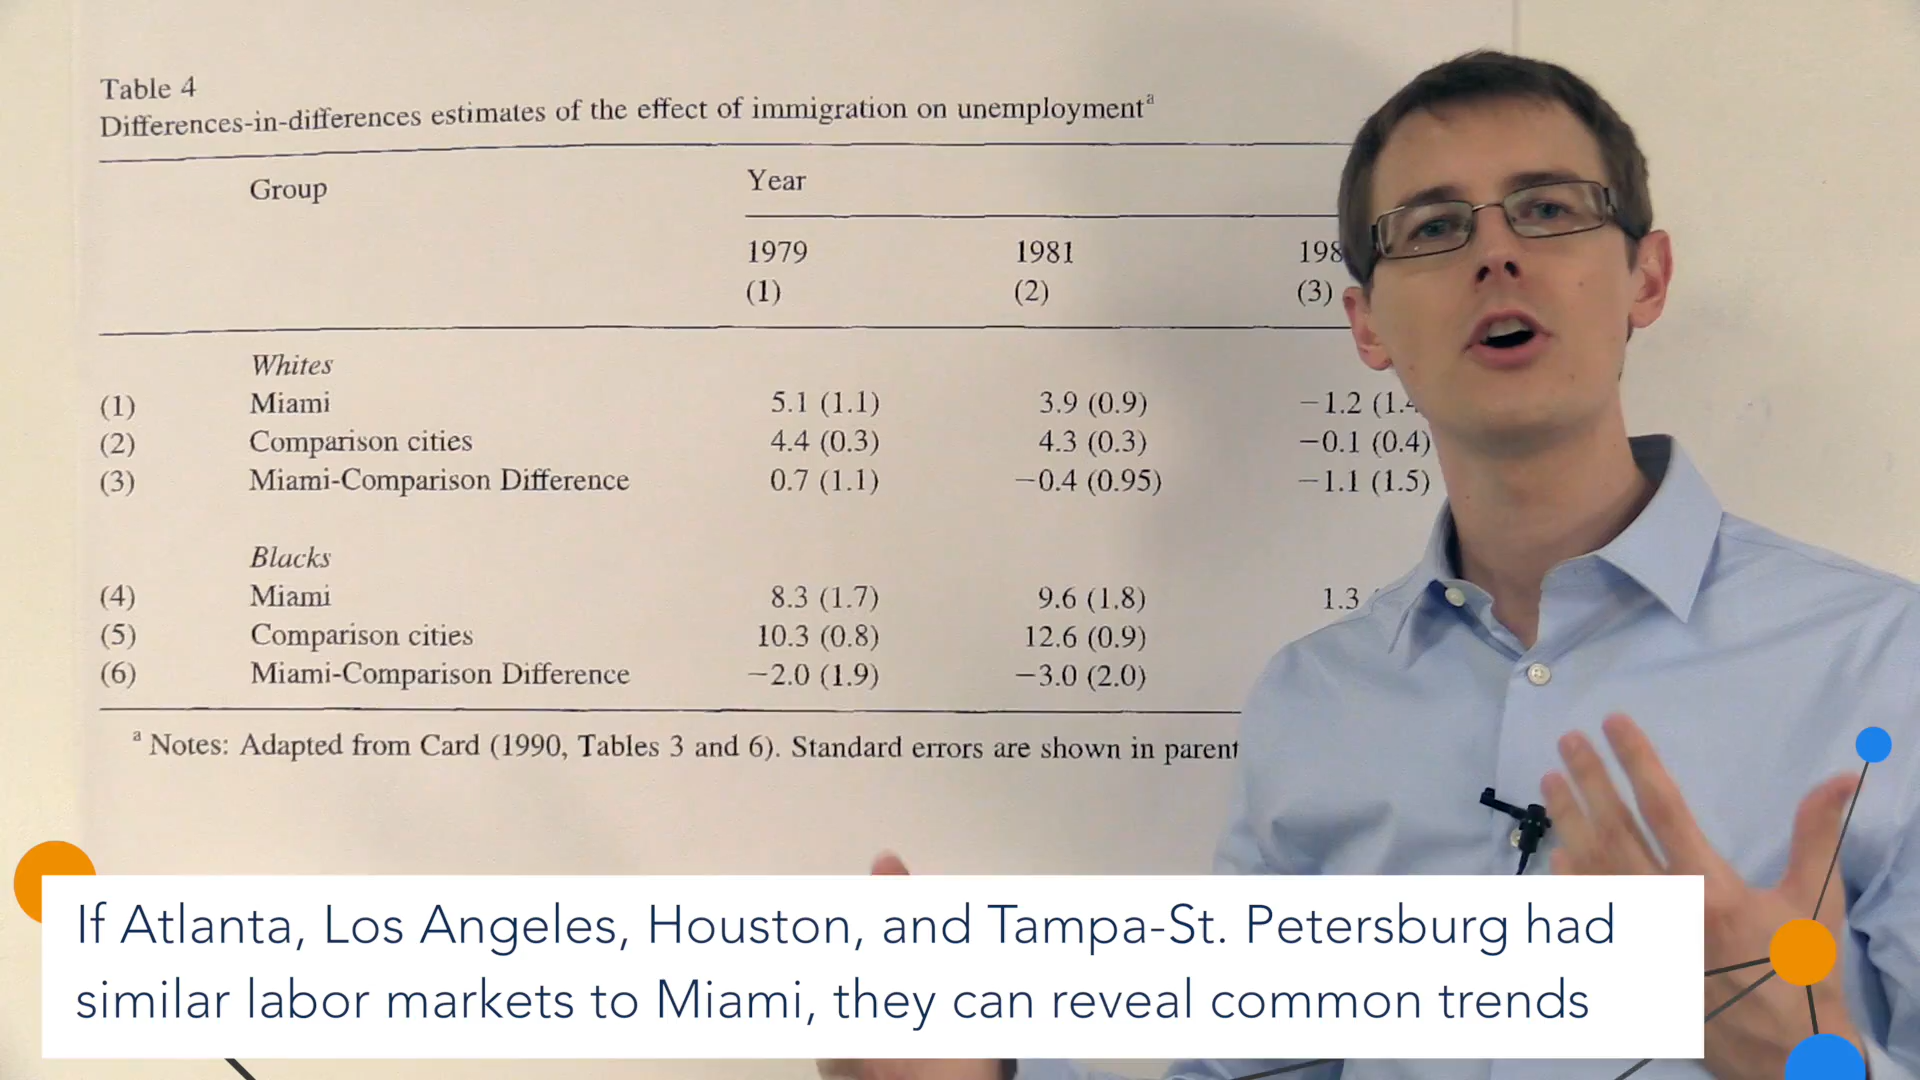 Table 4
Differences-in-differences estimates of the effect of immigration on unemploymentª
Group Year
1979 1981 198
(1) (2) (3)
Whites
(1) Miami 5.1 (1.1) 3.9 (0.9) −1.2 (1.4
(2) Comparison cities 4.4 (0.3) 4.3 (0.3) −0.1 (0.4)
(3) Miami-Comparison Difference 0.7 (1.1) −0.4 (0.95) −1.1 (1.5)
Blacks
(4) Miami 8.3 (1.7) 9.6 (1.8) 1.3
(5) Comparison cities 10.3 (0.8) 12.6 (0.9)
(6) Miami-Comparison Difference −2.0 (1.9) −3.0 (2.0)
ª Notes: Adapted from Card (1990, Tables 3 and 6). Standard errors are shown in parent
If Atlanta, Los Angeles, Houston, and Tampa-St. Petersburg had
similar labor markets to Miami, they can reveal common trends